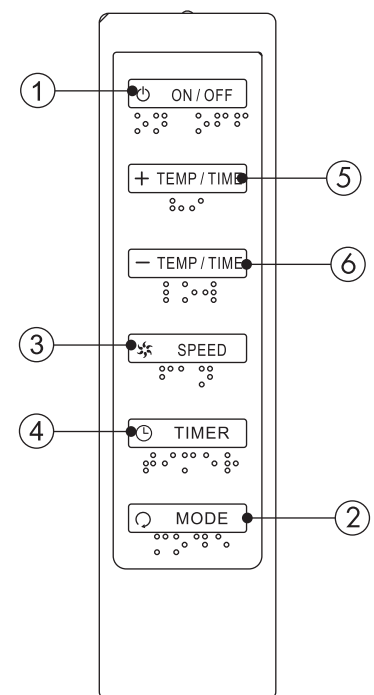 1 ON / OFF
+ TEMP / TIME 5
− TEMP / TIME 6
3 SPEED
4 TIMER
MODE 2